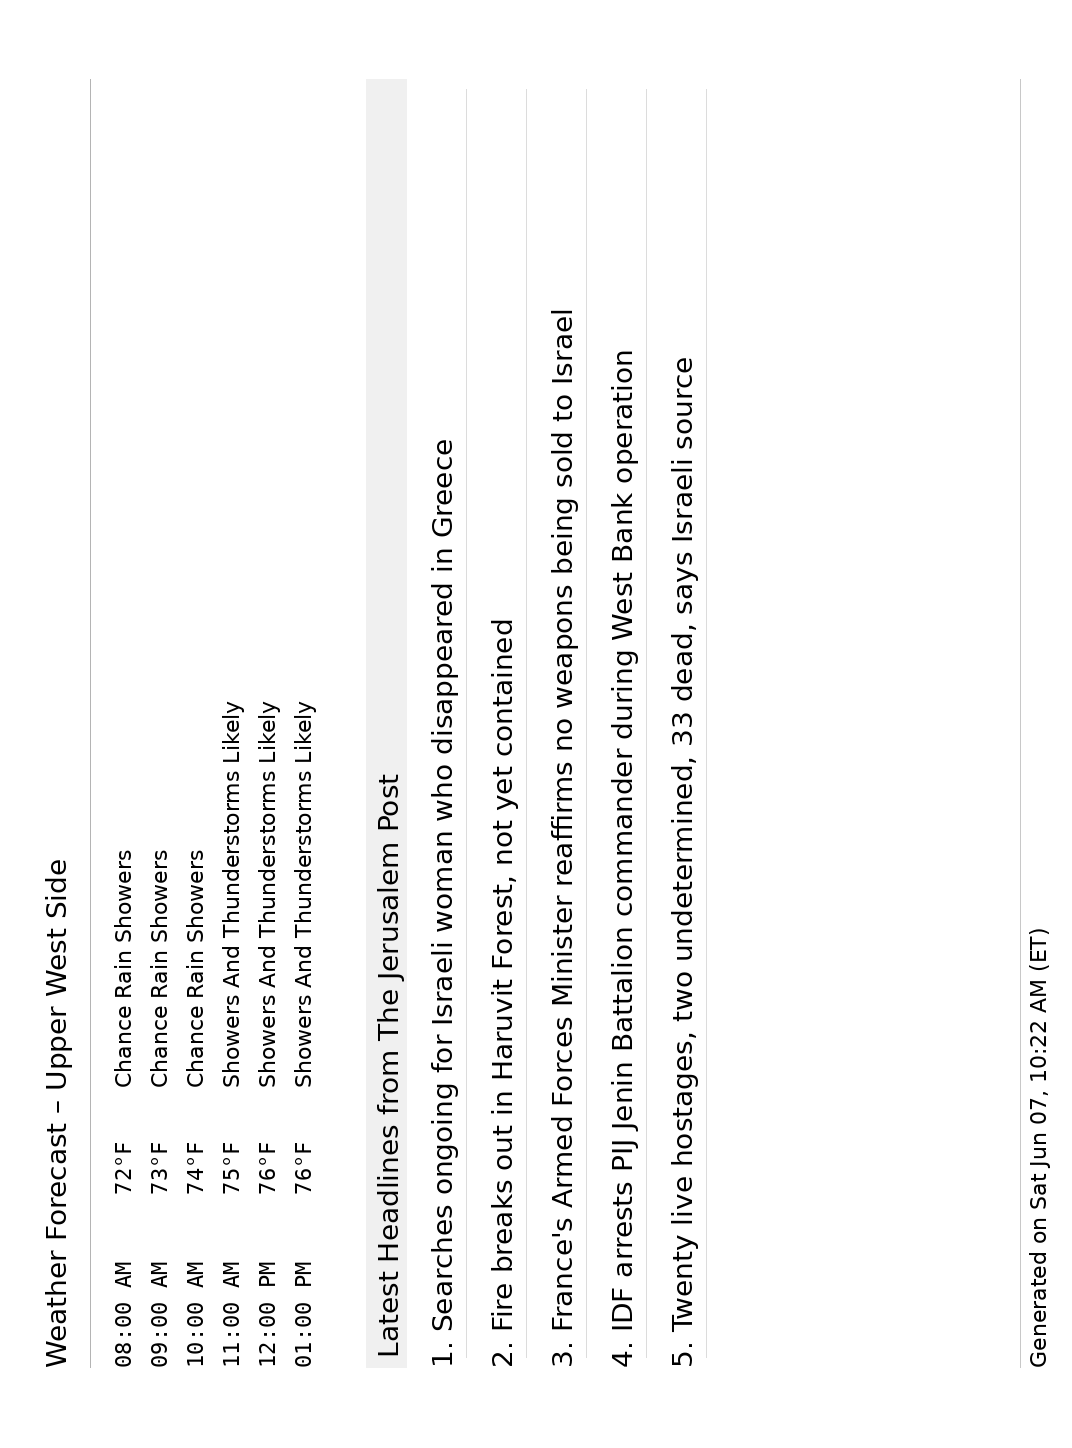 Weather Forecast – Upper West Side
08:00 AM 72°F Chance Rain Showers
09:00 AM 73°F Chance Rain Showers
10:00 AM 74°F Chance Rain Showers
11:00 AM 75°F Showers And Thunderstorms Likely
12:00 PM 76°F Showers And Thunderstorms Likely
01:00 PM 76°F Showers And Thunderstorms Likely
Latest Headlines from The Jerusalem Post
1. Searches ongoing for Israeli woman who disappeared in Greece
2. Fire breaks out in Haruvit Forest, not yet contained
3. France's Armed Forces Minister reaffirms no weapons being sold to Israel
4. IDF arrests PIJ Jenin Battalion commander during West Bank operation
5. Twenty live hostages, two undetermined, 33 dead, says Israeli source
Generated on Sat Jun 07, 10:22 AM (ET)